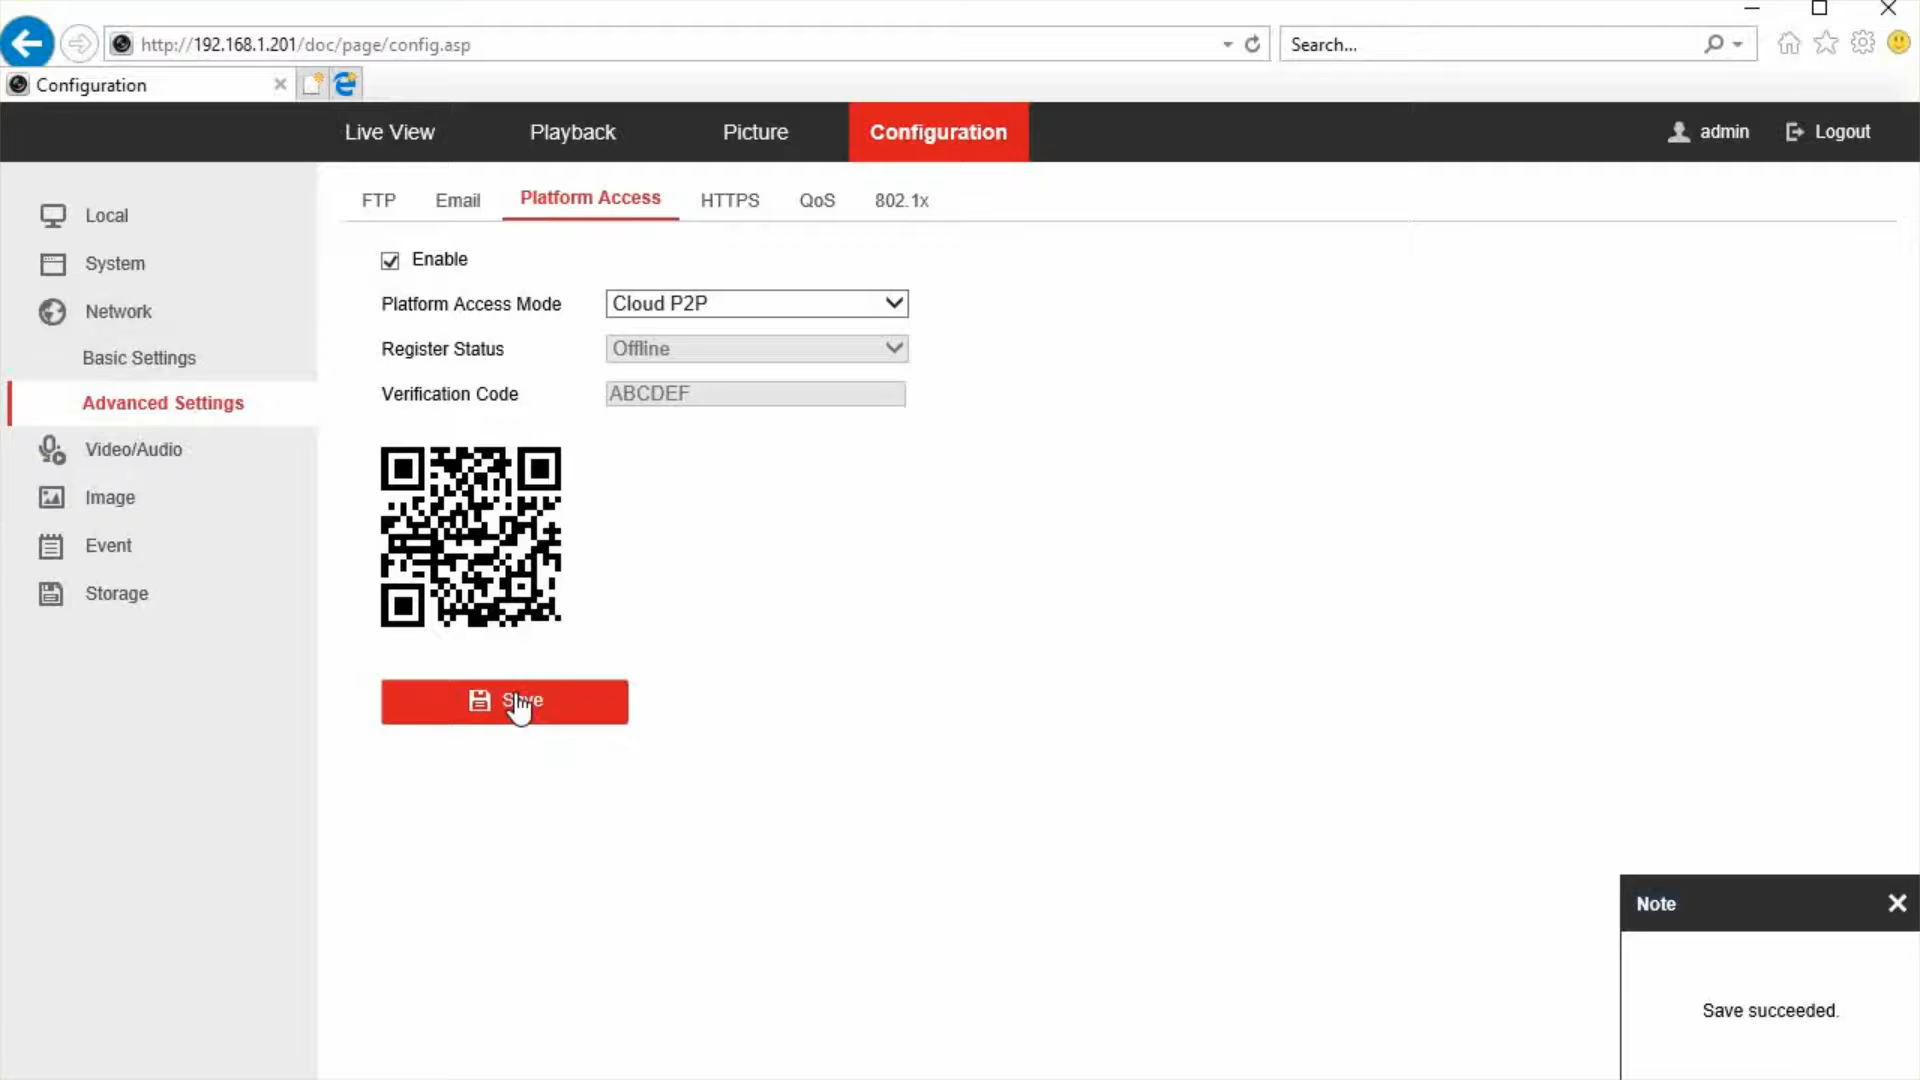 http://192.168.1.201/doc/page/config.asp
Search...
Configuration
Live View
Playback
Picture
Configuration
admin
Logout
Local
System
Network
Basic Settings
Advanced Settings
Video/Audio
Image
Event
Storage
FTP
Email
Platform Access
HTTPS
QoS
802.1x
Enable
Platform Access Mode
Cloud P2P
Register Status
Offline
Verification Code
ABCDEF
Save
Note
Save succeeded.